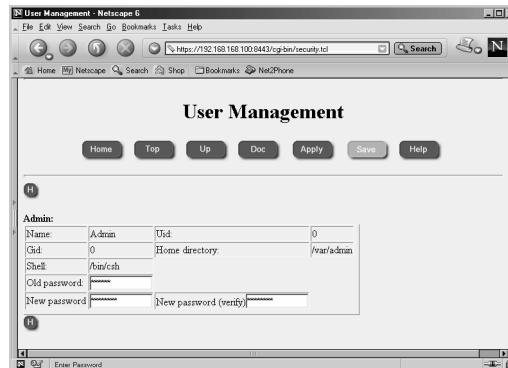 User Management - Netscape 6
File Edit View Search Go Bookmarks Tasks Help
https://192.168.168.100:8443/cgi-bin/security.tcl Search N
Home My Netscape Search Shop Bookmarks Net2Phone
User Management
Home Top Up Doc Apply Save Help
H
Admin:
Name: Admin Uid: 0
Gid: 0 Home directory: /var/admin
Shell: /bin/csh
Old password: ******
New password ******** New password (verify) ********
H
Enter Password